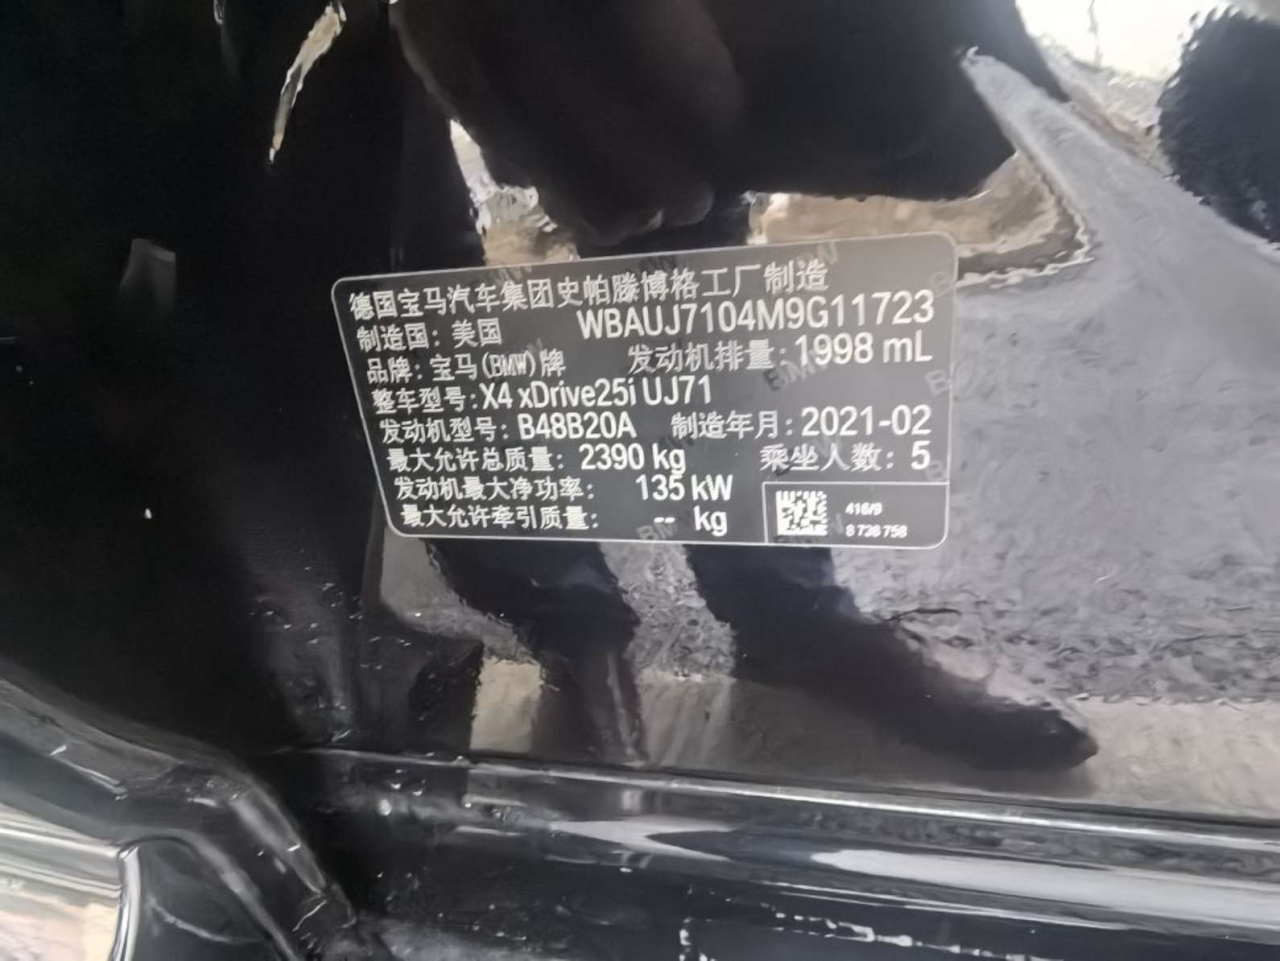 德国宝马汽车集团史帕滕博格工厂制造
制造国：美国 WBAUJ7104M9G11723
品牌：宝马(BMW)牌 发动机排量：1998 mL
整车型号：X4 xDrive25i UJ71
发动机型号：B48B20A 制造年月：2021-02
最大允许总质量：2390 kg 乘坐人数：5
发动机最大净功率： 135 kW
最大允许牵引质量： -- kg
416/9
8 738 758